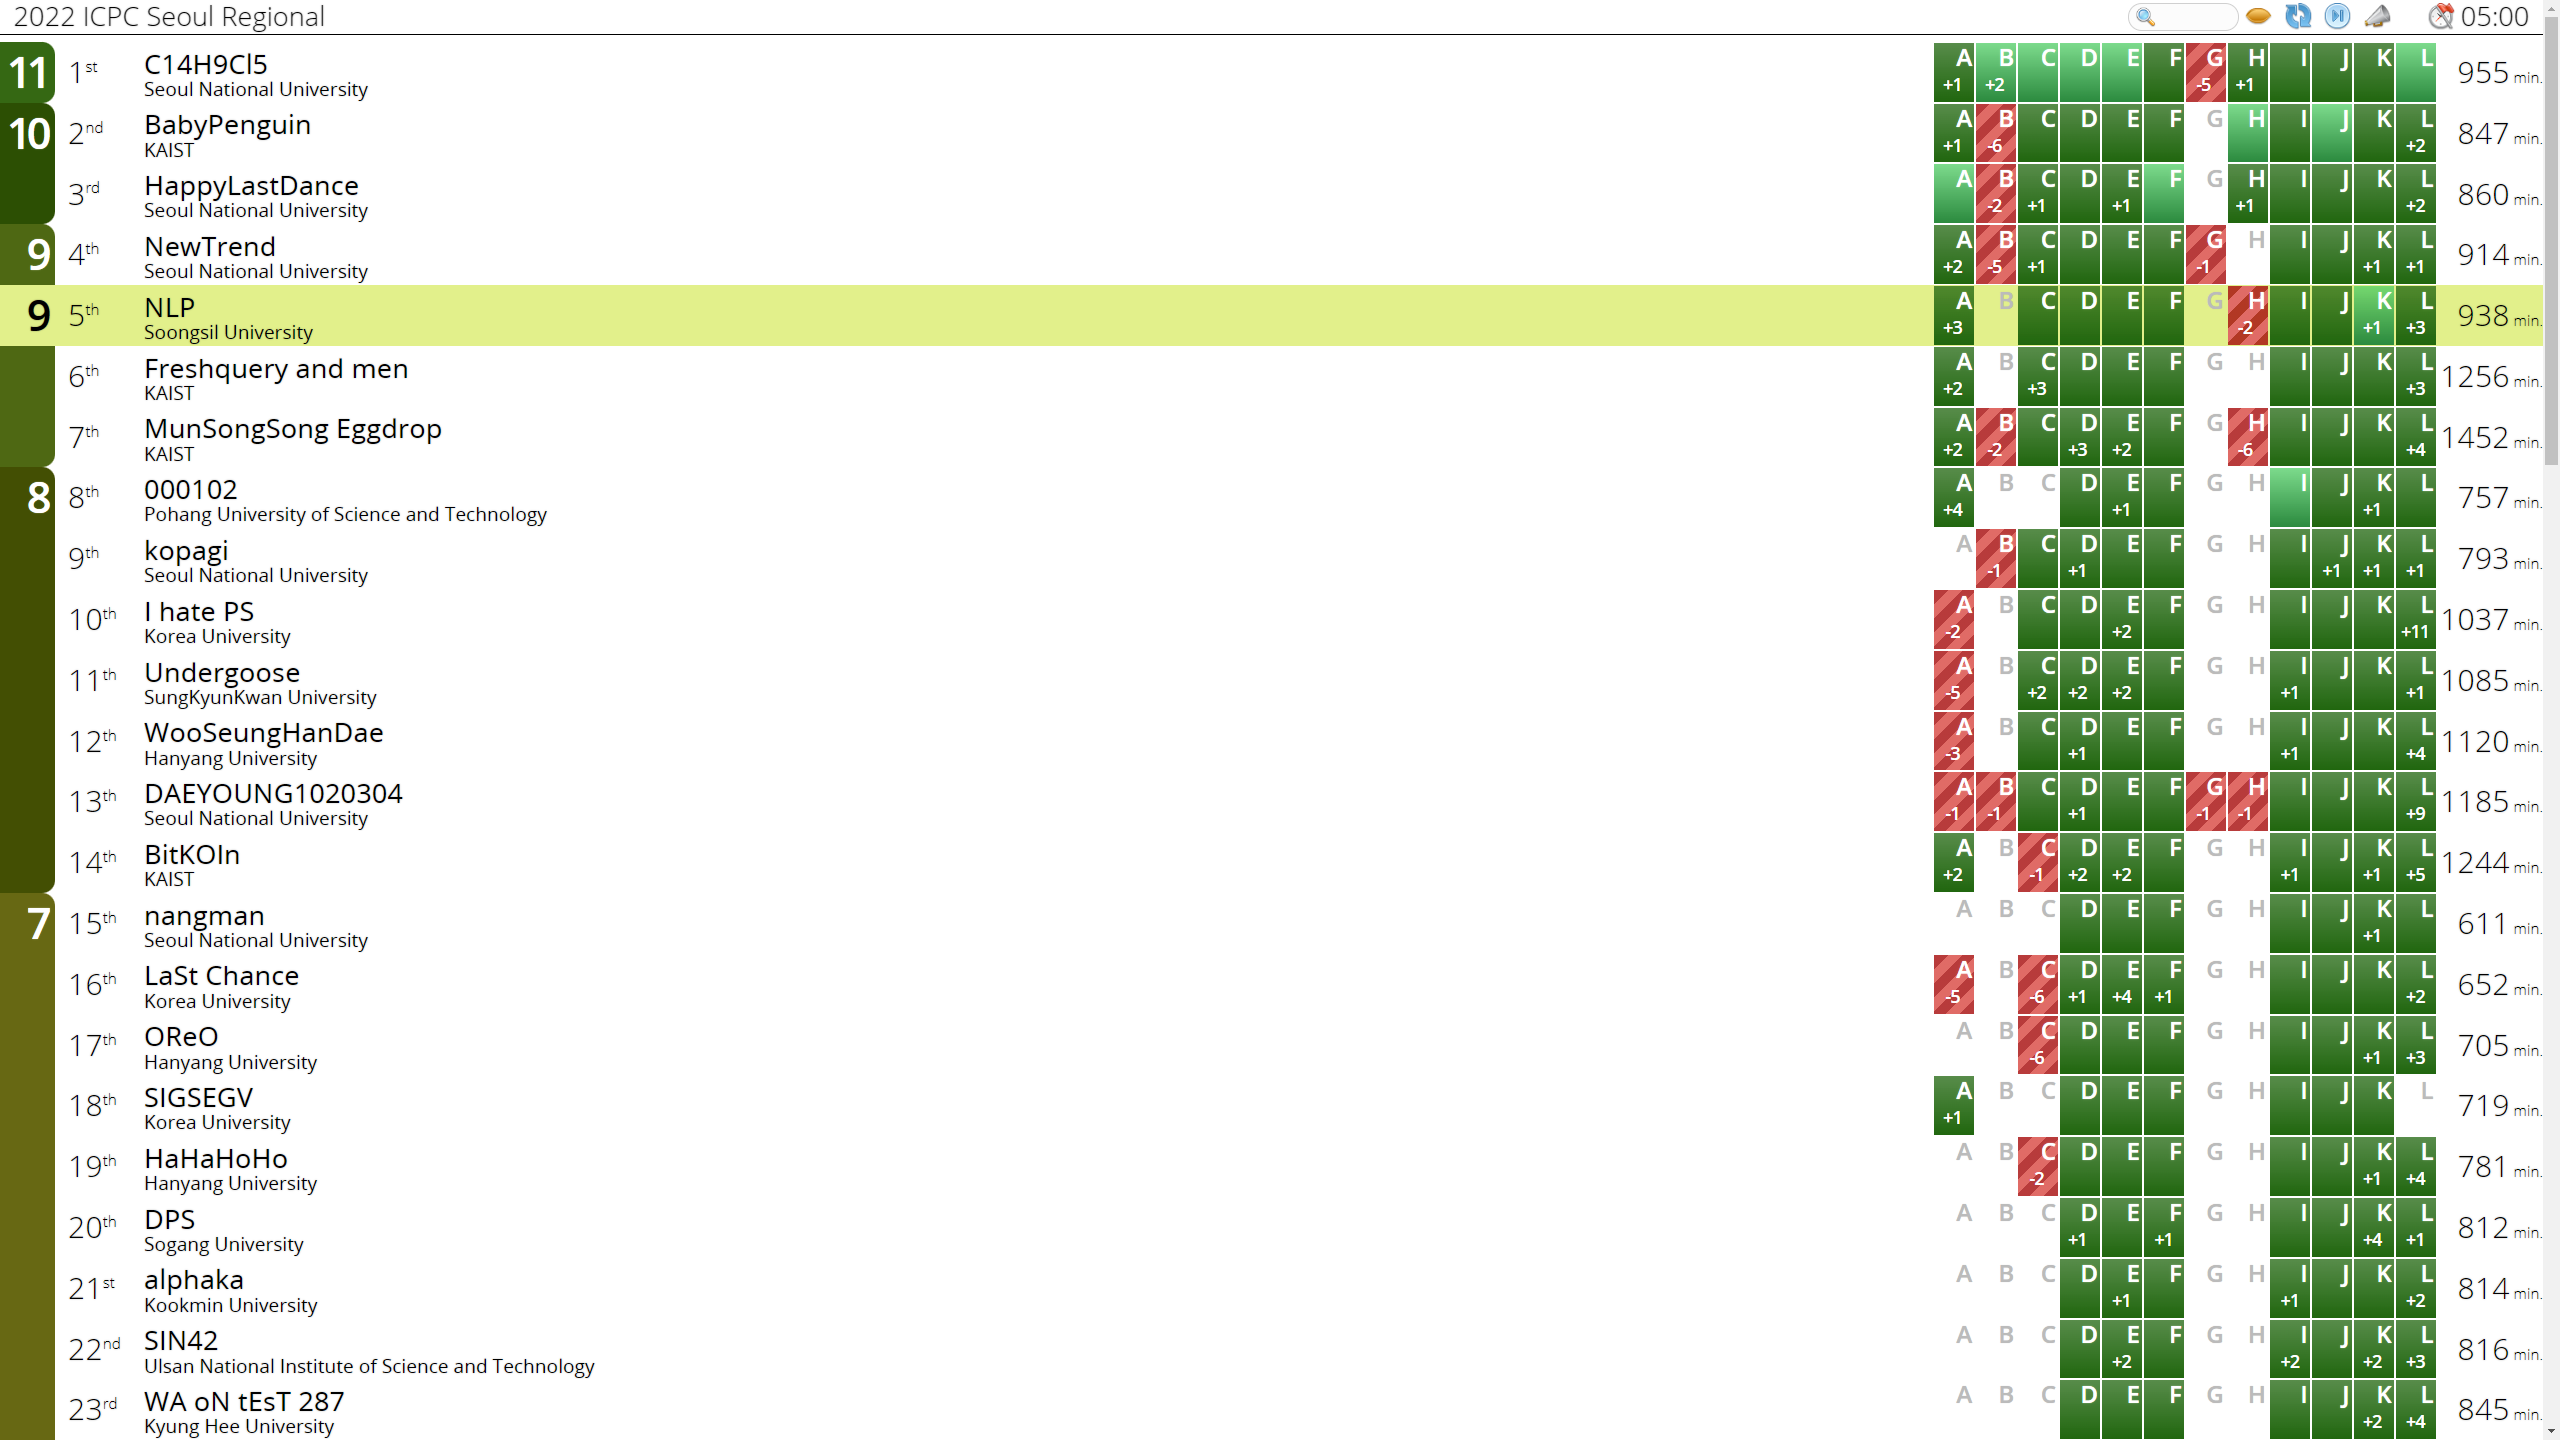 2022 ICPC Seoul Regional 05:00
11 1st C14H9Cl5 A B C D E F G H I J K L 955 min.
Seoul National University +1 +2 -5 +1
10 2nd BabyPenguin A B C D E F G H I J K L 847 min.
KAIST +1 -6 +2
3rd HappyLastDance A B C D E F G H I J K L 860 min.
Seoul National University -2 +1 +1 +1 +2
9 4th NewTrend A B C D E F G H I J K L 914 min.
Seoul National University +2 -5 +1 -1 +1 +1
9 5th NLP A B C D E F G H I J K L 938 min.
Soongsil University +3 -2 +1 +3
6th Freshquery and men A B C D E F G H I J K L 1256 min.
KAIST +2 +3 +3
7th MunSongSong Eggdrop A B C D E F G H I J K L 1452 min.
KAIST +2 -2 +3 +2 -6 +4
8 8th 000102 A B C D E F G H I J K L 757 min.
Pohang University of Science and Technology +4 +1 +1
9th kopagi A B C D E F G H I J K L 793 min.
Seoul National University -1 +1 +1 +1 +1
10th I hate PS A B C D E F G H I J K L 1037 min.
Korea University -2 +2 +11
11th Undergoose A B C D E F G H I J K L 1085 min.
SungKyunKwan University -5 +2 +2 +2 +1 +1
12th WooSeungHanDae A B C D E F G H I J K L 1120 min.
Hanyang University -3 +1 +1 +4
13th DAEYOUNG1020304 A B C D E F G H I J K L 1185 min.
Seoul National University -1 -1 +1 -1 -1 +9
14th BitKOIn A B C D E F G H I J K L 1244 min.
KAIST +2 -1 +2 +2 +1 +1 +5
7 15th nangman A B C D E F G H I J K L 611 min.
Seoul National University +1
16th LaSt Chance A B C D E F G H I J K L 652 min.
Korea University -5 -6 +1 +4 +1 +2
17th OReO A B C D E F G H I J K L 705 min.
Hanyang University -6 +1 +3
18th SIGSEGV A B C D E F G H I J K L 719 min.
Korea University +1
19th HaHaHoHo A B C D E F G H I J K L 781 min.
Hanyang University -2 +1 +4
20th DPS A B C D E F G H I J K L 812 min.
Sogang University +1 +1 +4 +1
21st alphaka A B C D E F G H I J K L 814 min.
Kookmin University +1 +1 +2
22nd SIN42 A B C D E F G H I J K L 816 min.
Ulsan National Institute of Science and Technology +2 +2 +2 +3
23rd WA oN tEsT 287 A B C D E F G H I J K L 845 min.
Kyung Hee University +2 +4